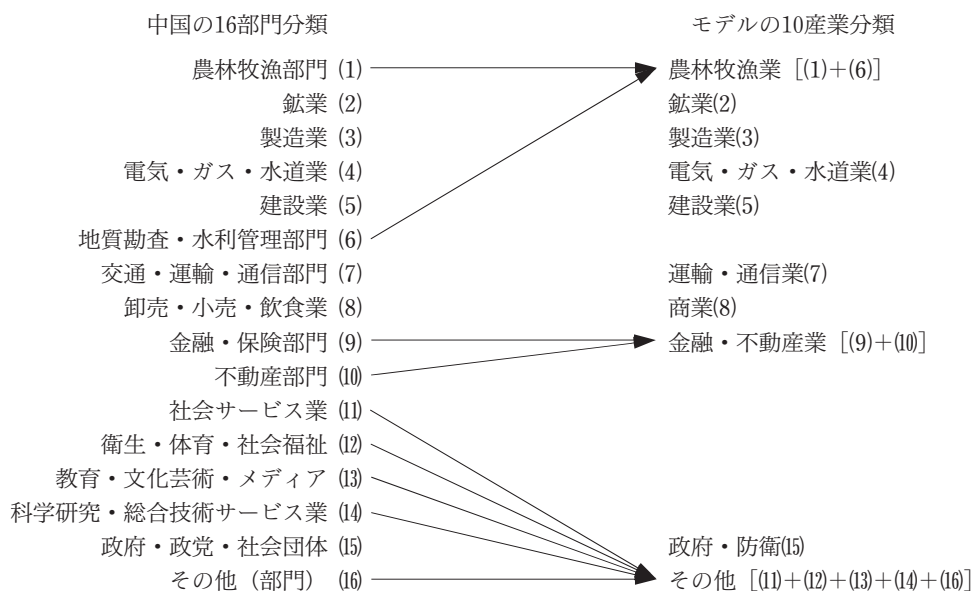 中国の16部門分類 モデルの10産業分類
農林牧漁部門 (1) 農林牧漁業 [(1)+(6)]
鉱業 (2) 鉱業(2)
製造業 (3) 製造業(3)
電気・ガス・水道業 (4) 電気・ガス・水道業(4)
建設業 (5) 建設業(5)
地質勘査・水利管理部門 (6)
交通・運輸・通信部門 (7) 運輸・通信業(7)
卸売・小売・飲食業 (8) 商業(8)
金融・保険部門 (9) 金融・不動産業 [(9)+(10)]
不動産部門 (10)
社会サービス業 (11)
衛生・体育・社会福祉 (12)
教育・文化芸術・メディア (13)
科学研究・総合技術サービス業 (14)
政府・政党・社会団体 (15) 政府・防衛(15)
その他(部門) (16) その他 [(11)+(12)+(13)+(14)+(16)]